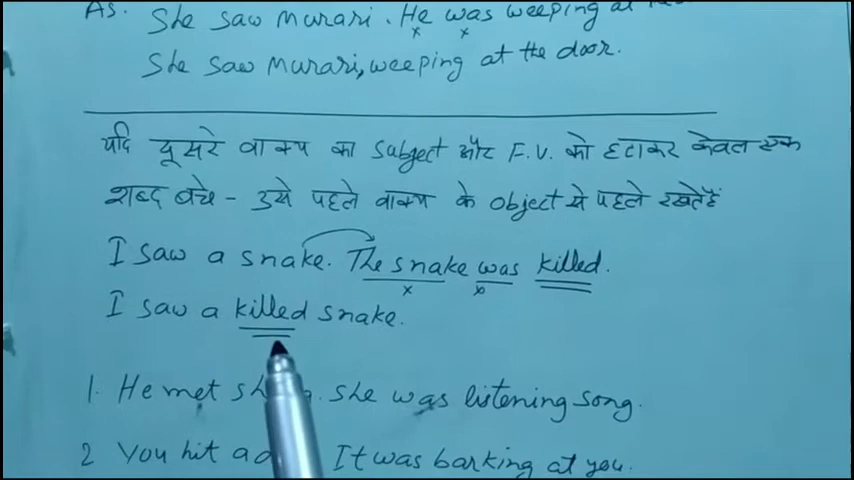 As. She saw Murari. He was weeping at
She saw Murari, weeping at the door.
यदि दूसरे वाक्य का subject और F.V. को हटाकर केवल एक
शब्द बचे - उसे पहले वाक्य के object से पहले रखते हैं
I saw a snake. The snake was killed.
I saw a killed snake.
1. He met she was listening song.
2 You hit a It was barking at you.